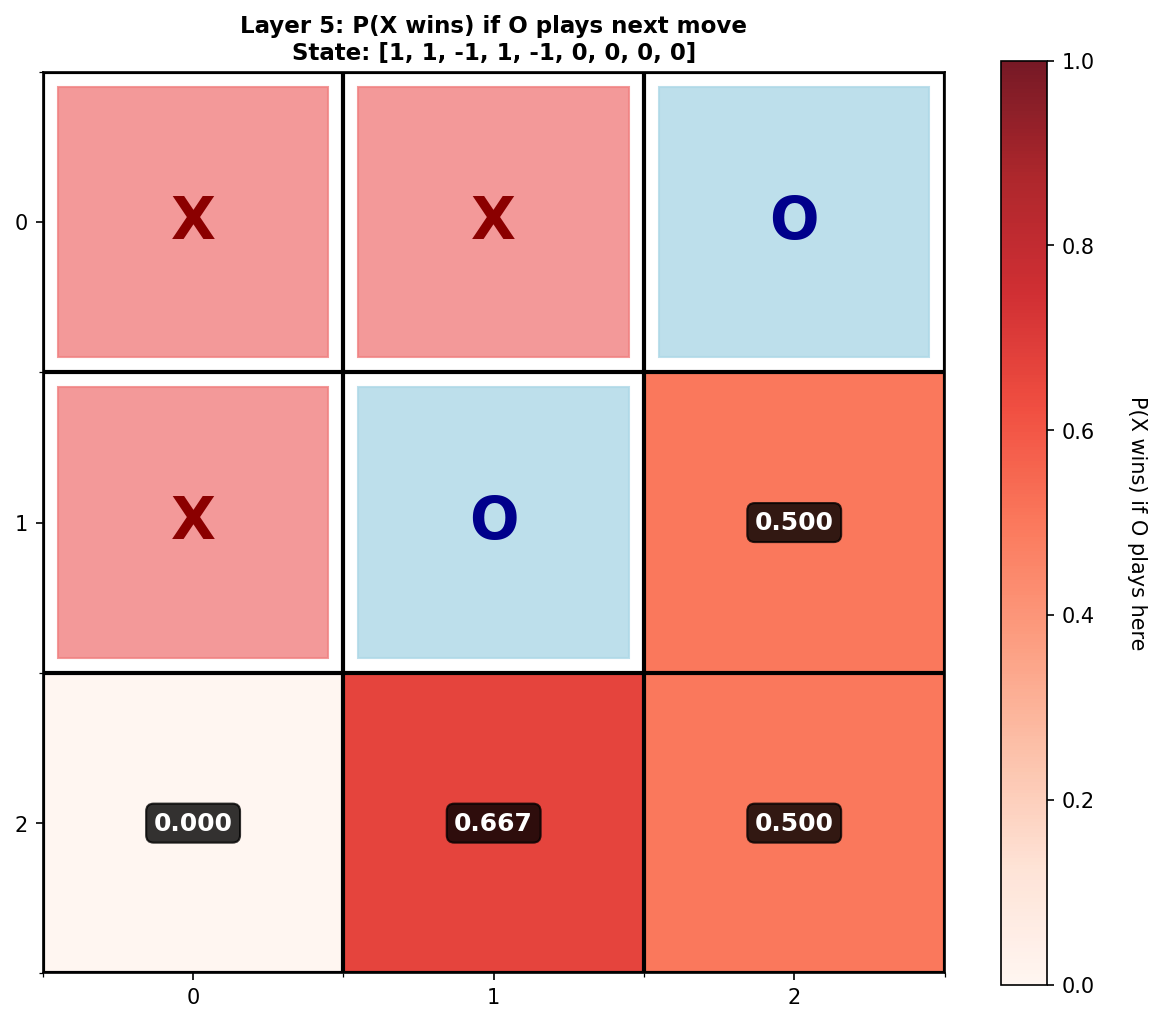 Layer 5: P(X wins) if O plays next move
State: [1, 1, -1, 1, -1, 0, 0, 0, 0]
0
X
X
O
1
X
O
0.500
2
0.000
0.667
0.500
0
1
2
1.0
0.8
0.6
0.4
0.2
0.0
P(X wins) if O plays here